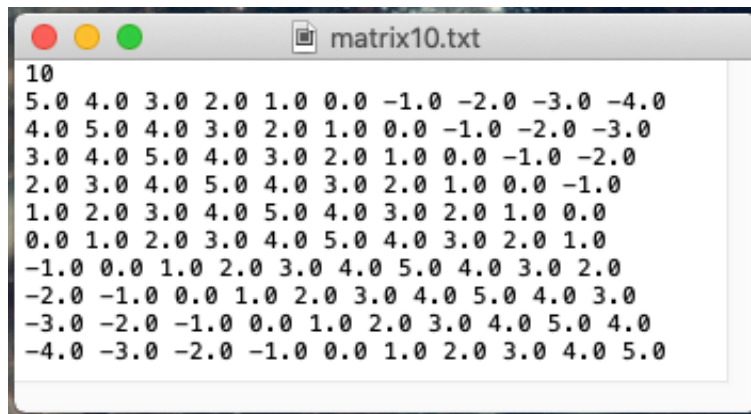 matrix10.txt
10
5.0 4.0 3.0 2.0 1.0 0.0 -1.0 -2.0 -3.0 -4.0
4.0 5.0 4.0 3.0 2.0 1.0 0.0 -1.0 -2.0 -3.0
3.0 4.0 5.0 4.0 3.0 2.0 1.0 0.0 -1.0 -2.0
2.0 3.0 4.0 5.0 4.0 3.0 2.0 1.0 0.0 -1.0
1.0 2.0 3.0 4.0 5.0 4.0 3.0 2.0 1.0 0.0
0.0 1.0 2.0 3.0 4.0 5.0 4.0 3.0 2.0 1.0
-1.0 0.0 1.0 2.0 3.0 4.0 5.0 4.0 3.0 2.0
-2.0 -1.0 0.0 1.0 2.0 3.0 4.0 5.0 4.0 3.0
-3.0 -2.0 -1.0 0.0 1.0 2.0 3.0 4.0 5.0 4.0
-4.0 -3.0 -2.0 -1.0 0.0 1.0 2.0 3.0 4.0 5.0